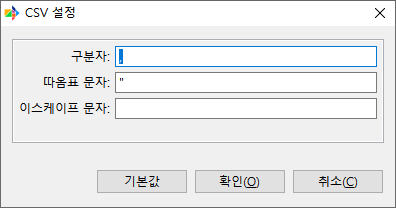 CSV 설정
구분자: ,
따옴표 문자: "
이스케이프 문자:
기본값 확인(O) 취소(C)